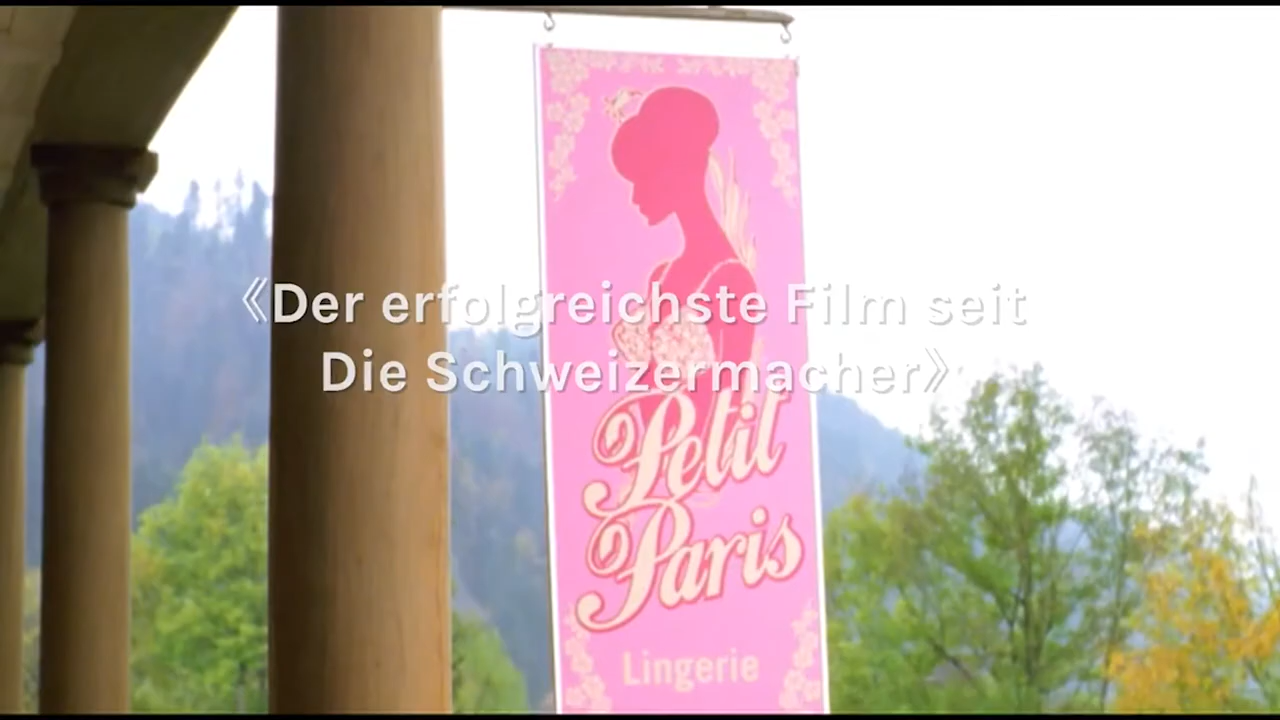 《Der erfolgreichste Film seit
Die Schweizermacher》
Petit
Paris
Lingerie